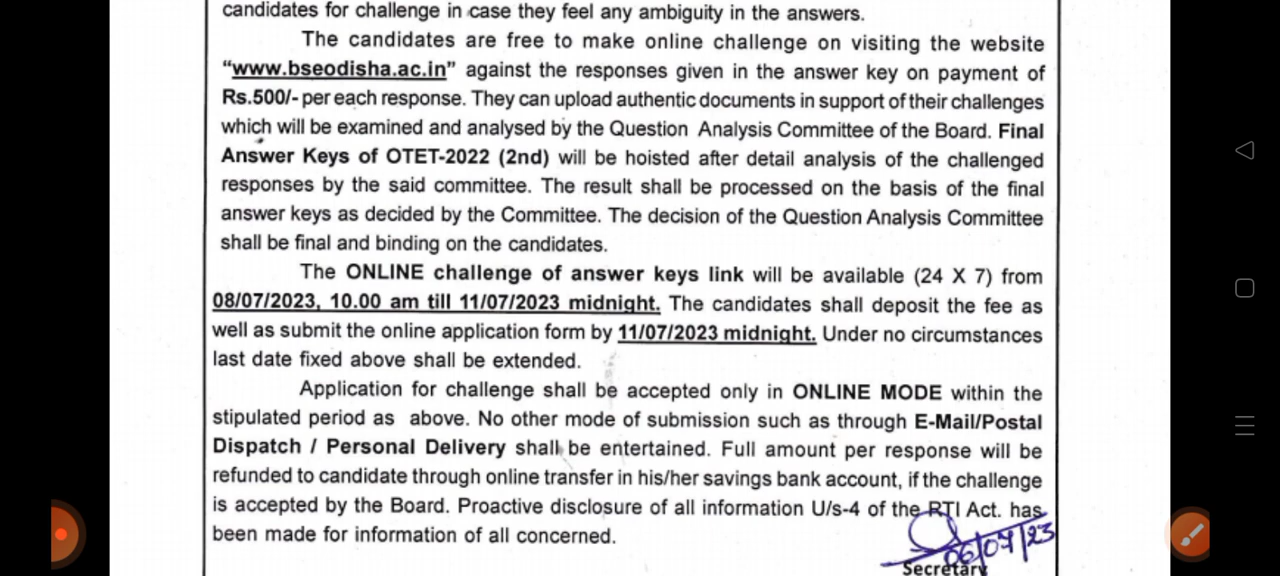 candidates for challenge in case they feel any ambiguity in the answers.
The candidates are free to make online challenge on visiting the website
“www.bseodisha.ac.in” against the responses given in the answer key on payment of
Rs.500/- per each response. They can upload authentic documents in support of their challenges
which will be examined and analysed by the Question Analysis Committee of the Board. Final
Answer Keys of OTET-2022 (2nd) will be hoisted after detail analysis of the challenged
responses by the said committee. The result shall be processed on the basis of the final
answer keys as decided by the Committee. The decision of the Question Analysis Committee
shall be final and binding on the candidates.
The ONLINE challenge of answer keys link will be available (24 X 7) from
08/07/2023, 10.00 am till 11/07/2023 midnight. The candidates shall deposit the fee as
well as submit the online application form by 11/07/2023 midnight. Under no circumstances
last date fixed above shall be extended.
Application for challenge shall be accepted only in ONLINE MODE within the
stipulated period as above. No other mode of submission such as through E-Mail/Postal
Dispatch / Personal Delivery shall be entertained. Full amount per response will be
refunded to candidate through online transfer in his/her savings bank account, if the challenge
is accepted by the Board. Proactive disclosure of all information U/s-4 of the RTI Act. has
been made for information of all concerned.
06/07/23
Secretary